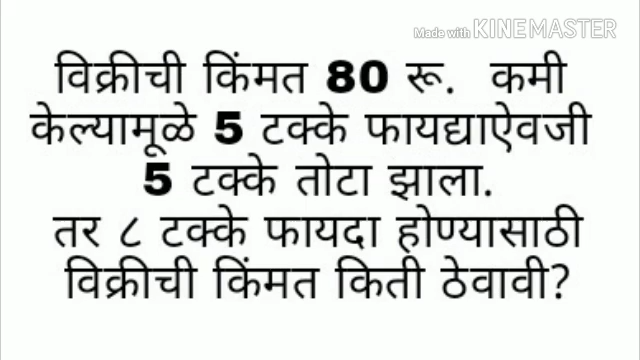 Made with KINEMASTER
विक्रीची किंमत 80 रू. कमी
केल्यामूळे 5 टक्के फायद्याऐवजी
5 टक्के तोटा झाला.
तर ८ टक्के फायदा होण्यासाठी
विक्रीची किंमत किती ठेवावी?